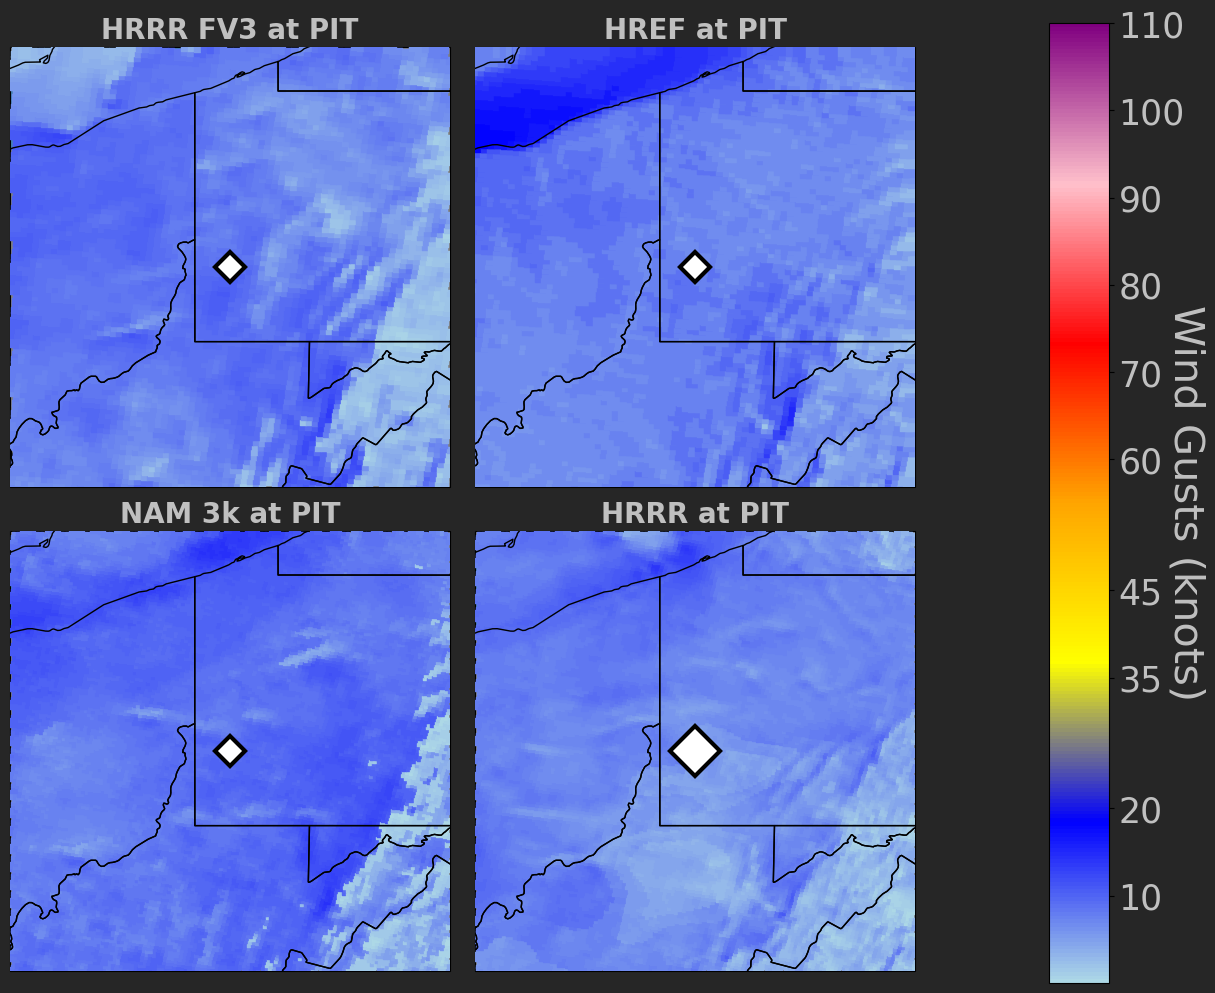 HRRR FV3 at PIT
HREF at PIT
NAM 3k at PIT
HRRR at PIT
110
100
90
80
70
60
45
35
20
10
Wind Gusts (knots)